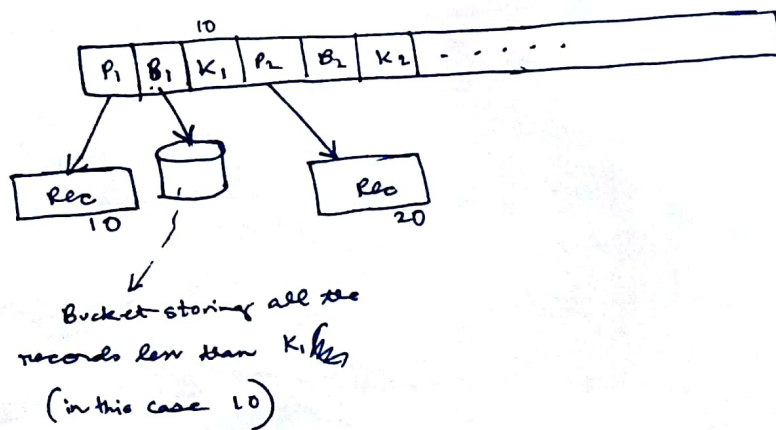 10
P1 B1 K1 P2 B2 K2 . . . . .
Rec
10
Rec
20
Bucket storing all the
records less than K1
(in this case 10)